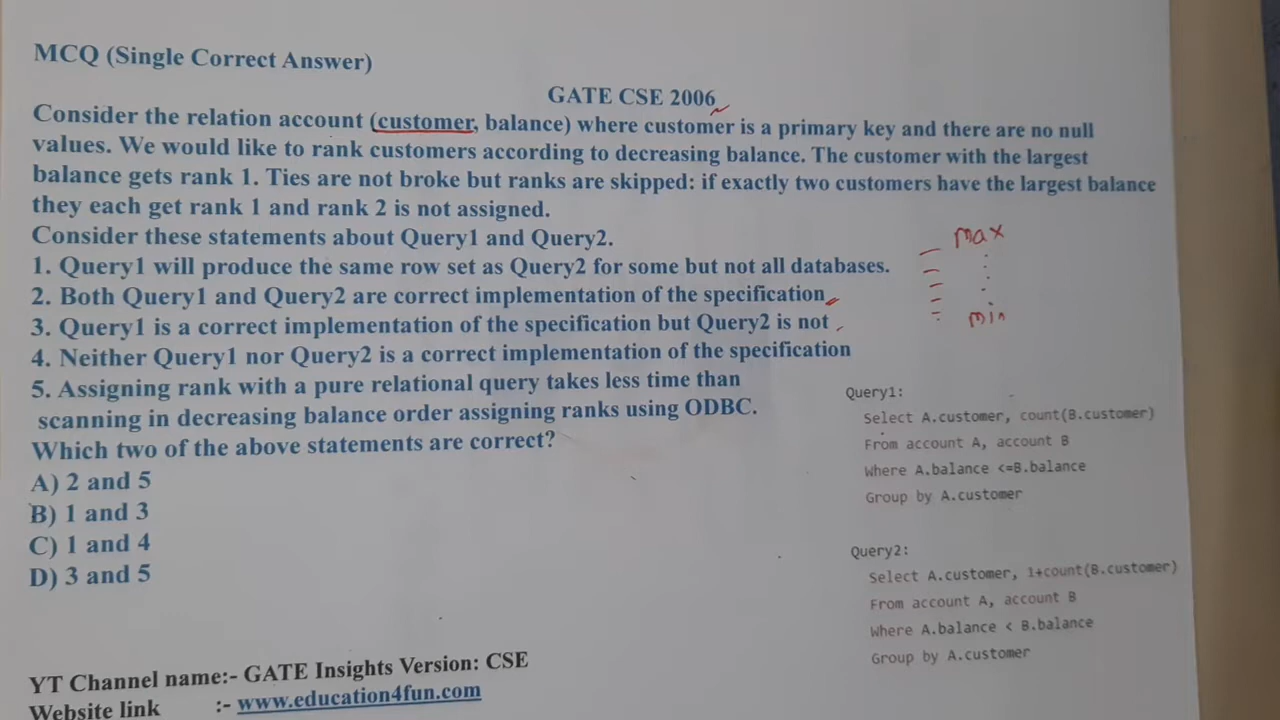 MCQ (Single Correct Answer)
GATE CSE 2006
Consider the relation account (customer, balance) where customer is a primary key and there are no null
values. We would like to rank customers according to decreasing balance. The customer with the largest
balance gets rank 1. Ties are not broke but ranks are skipped: if exactly two customers have the largest balance
they each get rank 1 and rank 2 is not assigned.
Consider these statements about Query1 and Query2.
1. Query1 will produce the same row set as Query2 for some but not all databases.
2. Both Query1 and Query2 are correct implementation of the specification
3. Query1 is a correct implementation of the specification but Query2 is not
4. Neither Query1 nor Query2 is a correct implementation of the specification
5. Assigning rank with a pure relational query takes less time than
scanning in decreasing balance order assigning ranks using ODBC.
Which two of the above statements are correct?
A) 2 and 5
B) 1 and 3
C) 1 and 4
D) 3 and 5
max
min
Query1:
Select A.customer, count(B.customer)
From account A, account B
Where A.balance <=B.balance
Group by A.customer
Query2:
Select A.customer, 1+count(B.customer)
From account A, account B
Where A.balance < B.balance
Group by A.customer
YT Channel name:- GATE Insights Version: CSE
Website link :- www.education4fun.com